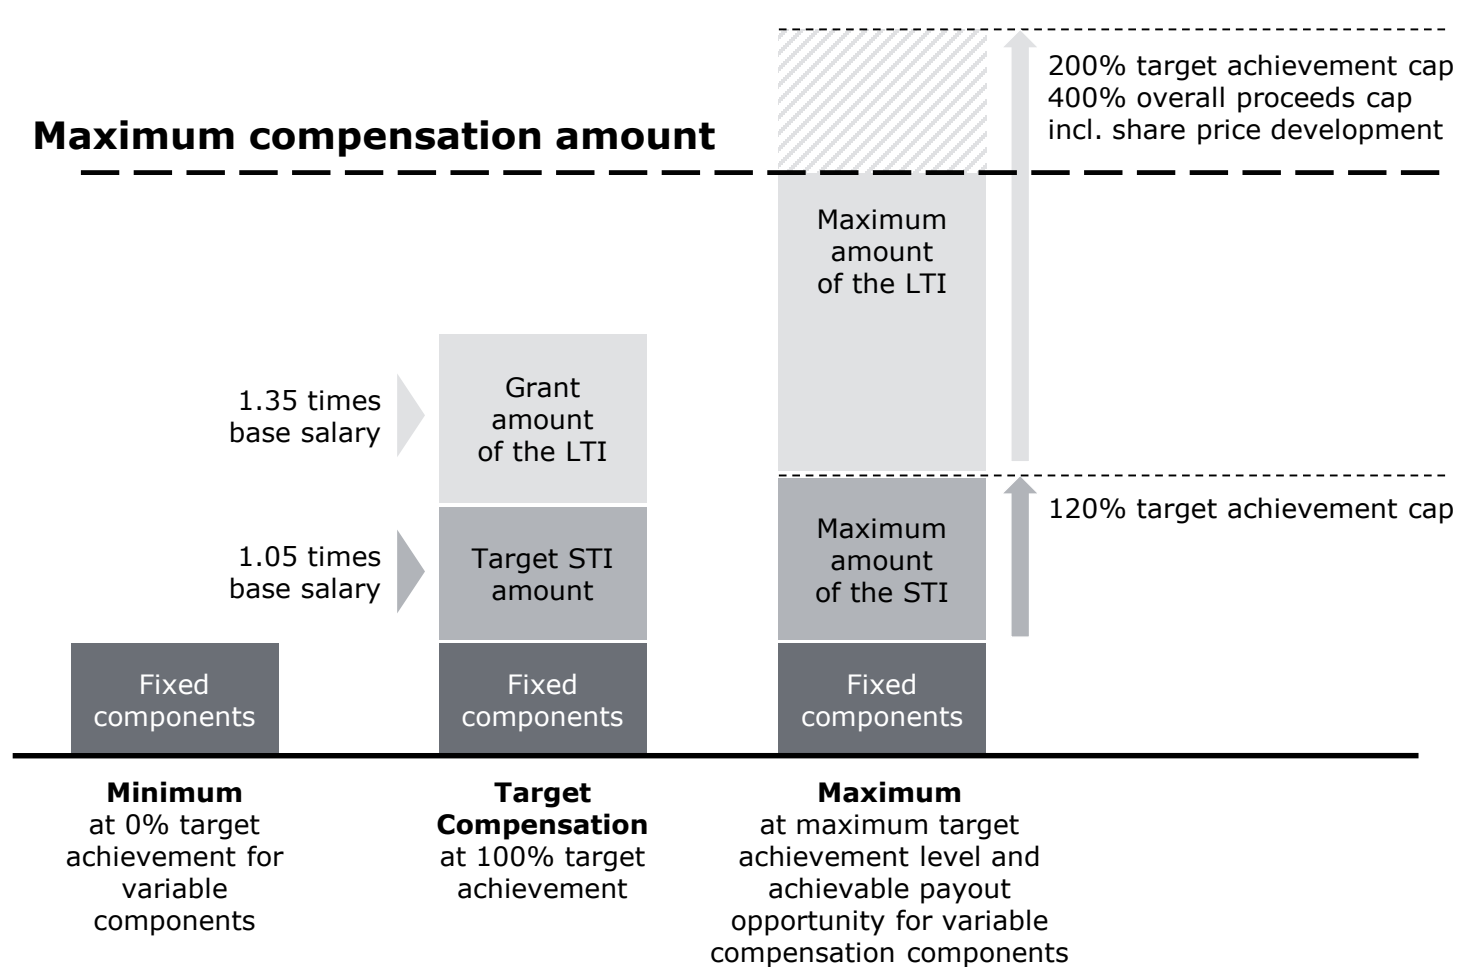 200% target achievement cap
400% overall proceeds cap
incl. share price development
Maximum compensation amount
Maximum
amount
of the LTI
1.35 times
base salary
Grant
amount
of the LTI
120% target achievement cap
1.05 times
base salary
Target STI
amount
Maximum
amount
of the STI
Fixed
components
Fixed
components
Fixed
components
Minimum
at 0% target
achievement for
variable
components
Target
Compensation
at 100% target
achievement
Maximum
at maximum target
achievement level and
achievable payout
opportunity for variable
compensation components